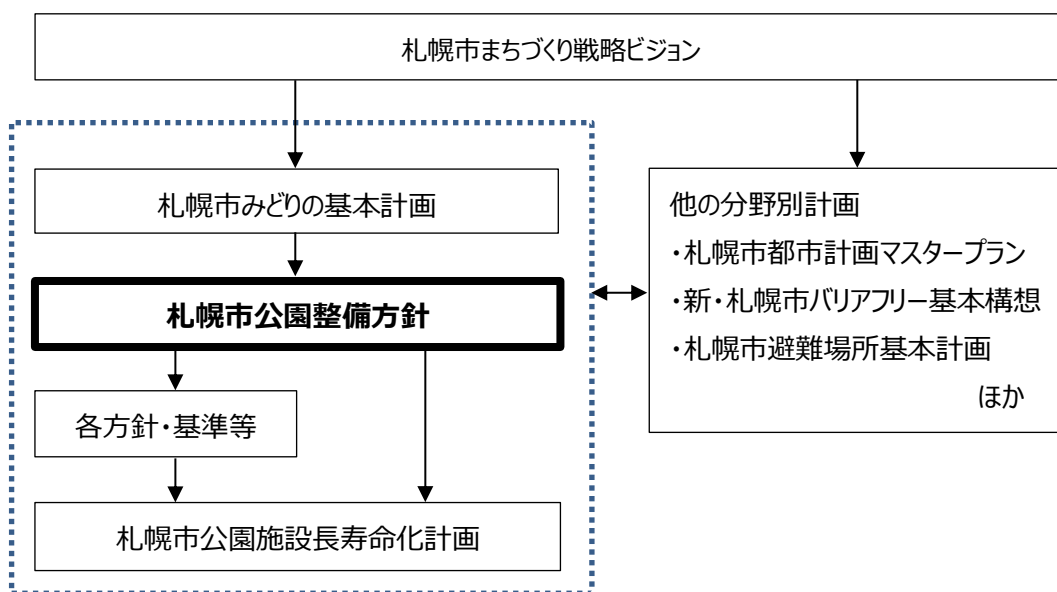 札幌市まちづくり戦略ビジョン
札幌市みどりの基本計画
札幌市公園整備方針
各方針・基準等
札幌市公園施設長寿命化計画
他の分野別計画
・札幌市都市計画マスタープラン
・新・札幌市バリアフリー基本構想
・札幌市避難場所基本計画
ほか